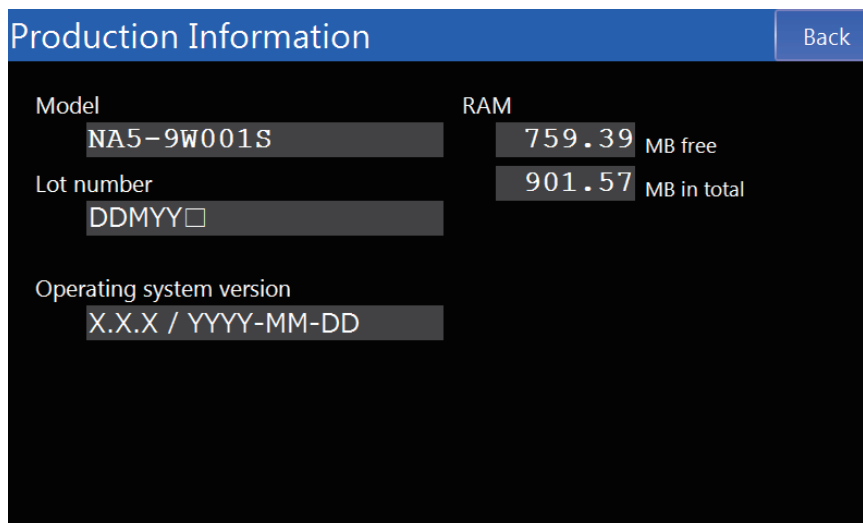 Production Information
Back
Model
NA5-9W001S
Lot number
DDMYY□
Operating system version
X.X.X / YYYY-MM-DD
RAM
759.39 MB free
901.57 MB in total